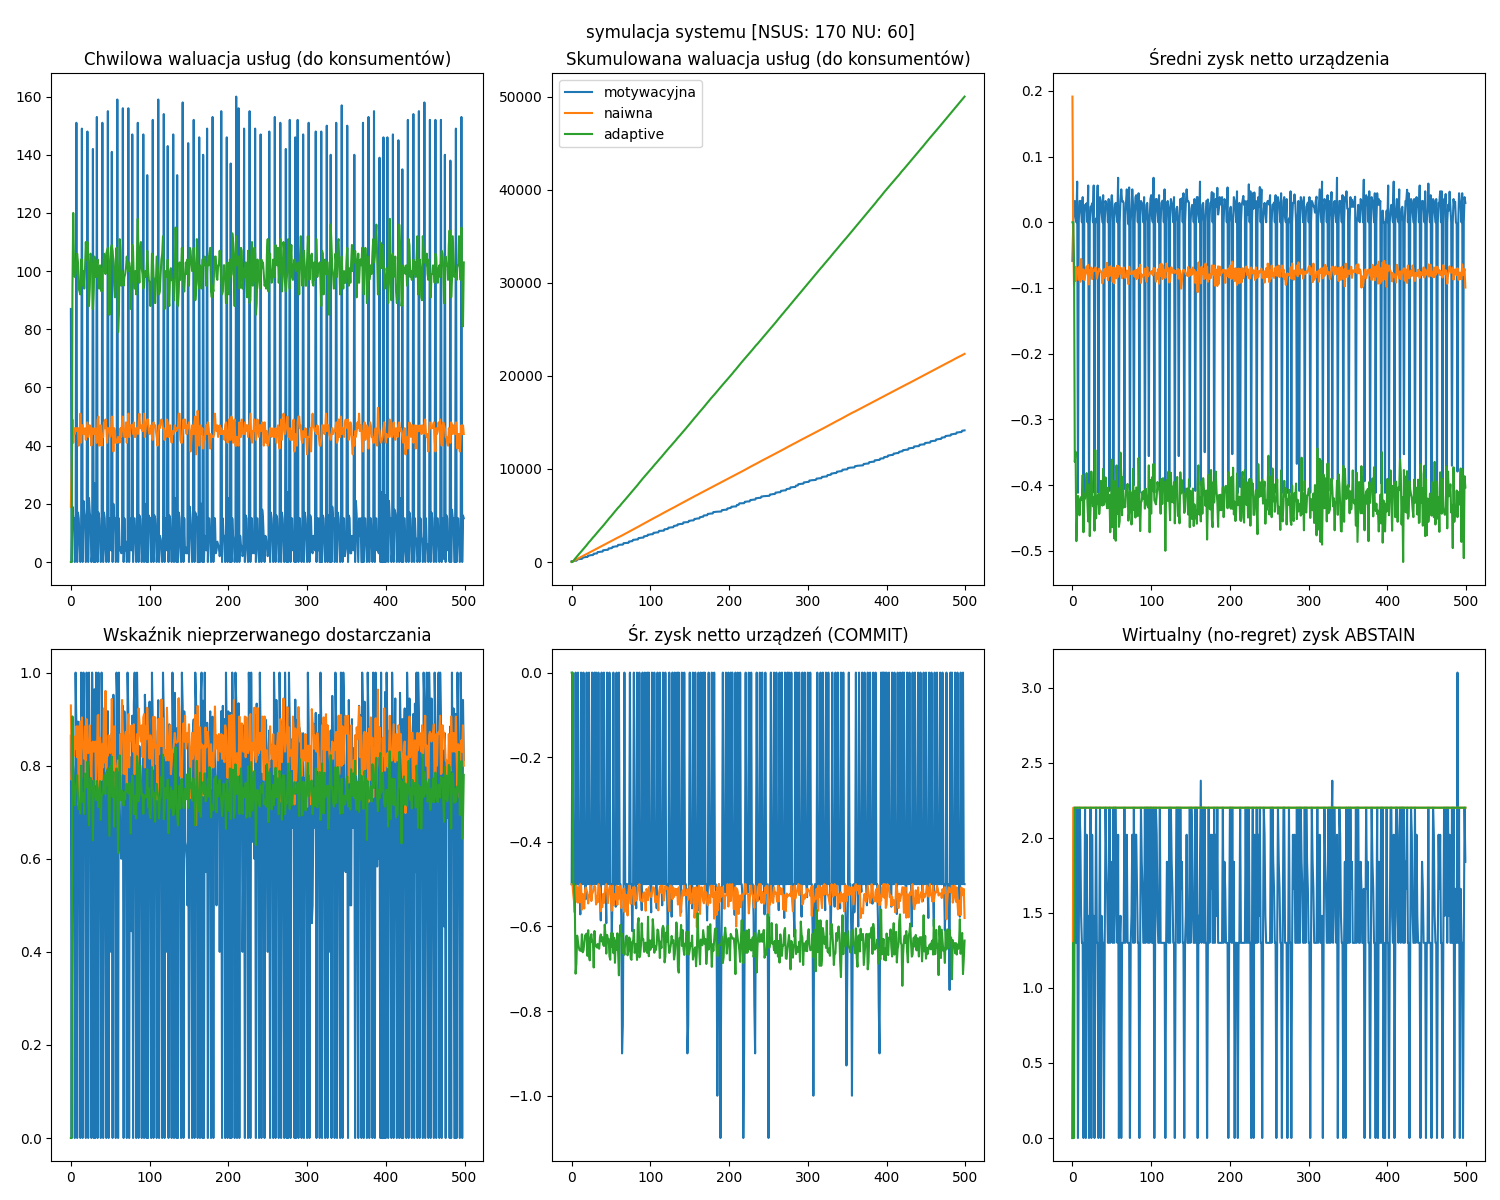 symulacja systemu [NSUS: 170 NU: 60]
Chwilowa waluacja usług (do konsumentów)
160
140
120
100
80
60
40
20
0
0 100 200 300 400 500
Skumulowana waluacja usług (do konsumentów)
motywacyjna
naiwna
adaptive
50000
40000
30000
20000
10000
0
0 100 200 300 400 500
Średni zysk netto urządzenia
0.2
0.1
0.0
−0.1
−0.2
−0.3
−0.4
−0.5
0 100 200 300 400 500
Wskaźnik nieprzerwanego dostarczania
1.0
0.8
0.6
0.4
0.2
0.0
0 100 200 300 400 500
Śr. zysk netto urządzeń (COMMIT)
0.0
−0.2
−0.4
−0.6
−0.8
−1.0
0 100 200 300 400 500
Wirtualny (no-regret) zysk ABSTAIN
3.0
2.5
2.0
1.5
1.0
0.5
0.0
0 100 200 300 400 500